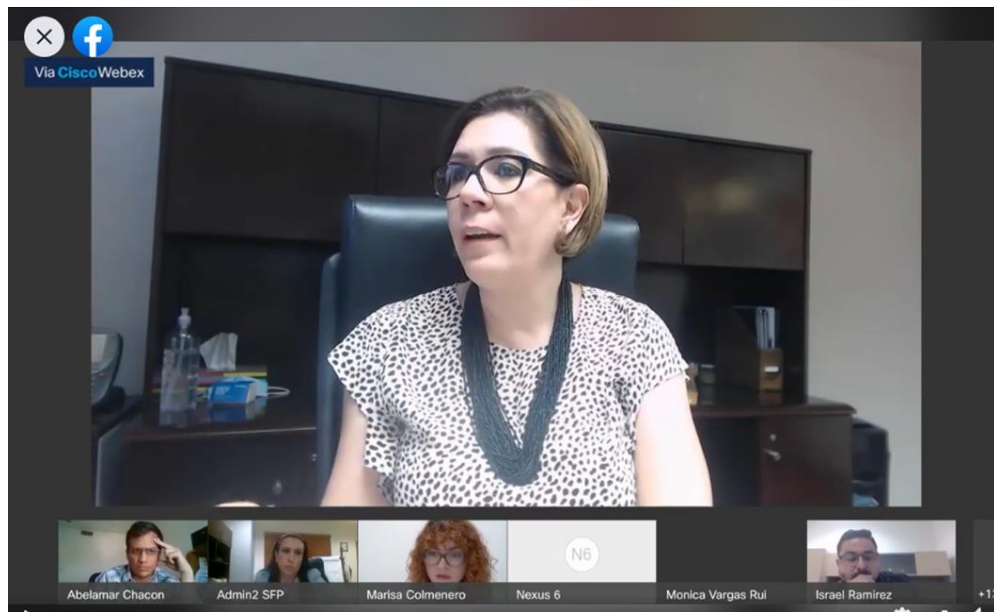 Via CiscoWebex
N6
Abelamar Chacon
Admin2 SFP
Marisa Colmenero
Nexus 6
Monica Vargas Rui
Israel Ramirez